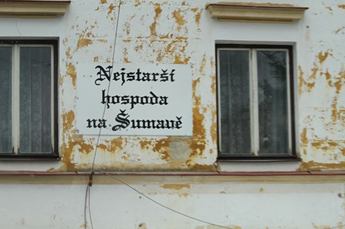 Nejstarší
hospoda
na Šumavě